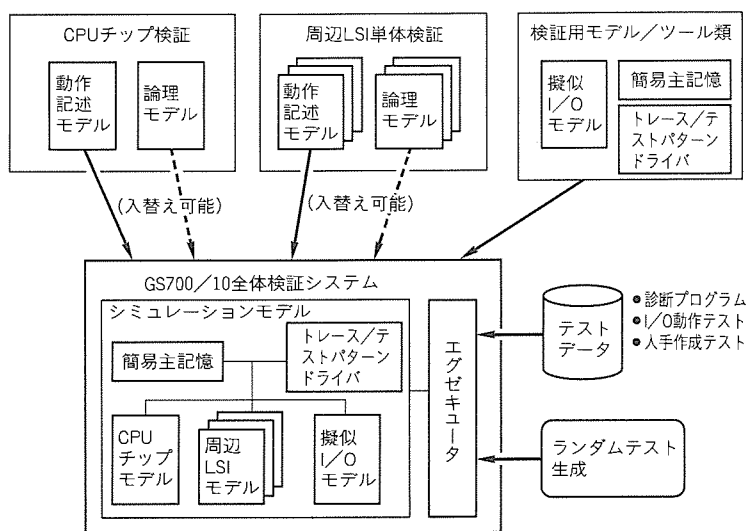 CPUチップ検証
動作
記述
モデル
論理
モデル
周辺LSI単体検証
動作
記述
モデル
論理
モデル
検証用モデル／ツール類
擬似
I／O
モデル
簡易主記憶
トレース／テ
ストパターン
ドライバ
(入替え可能)
(入替え可能)
GS700／10全体検証システム
シミュレーションモデル
簡易主記憶
トレース／テ
ストパターン
ドライバ
CPU
チップ
モデル
周辺
LSI
モデル
擬似
I／O
モデル
エグゼキュータ
テスト
データ
●診断プログラム
●I／O動作テスト
●人手作成テスト
ランダムテスト
生成